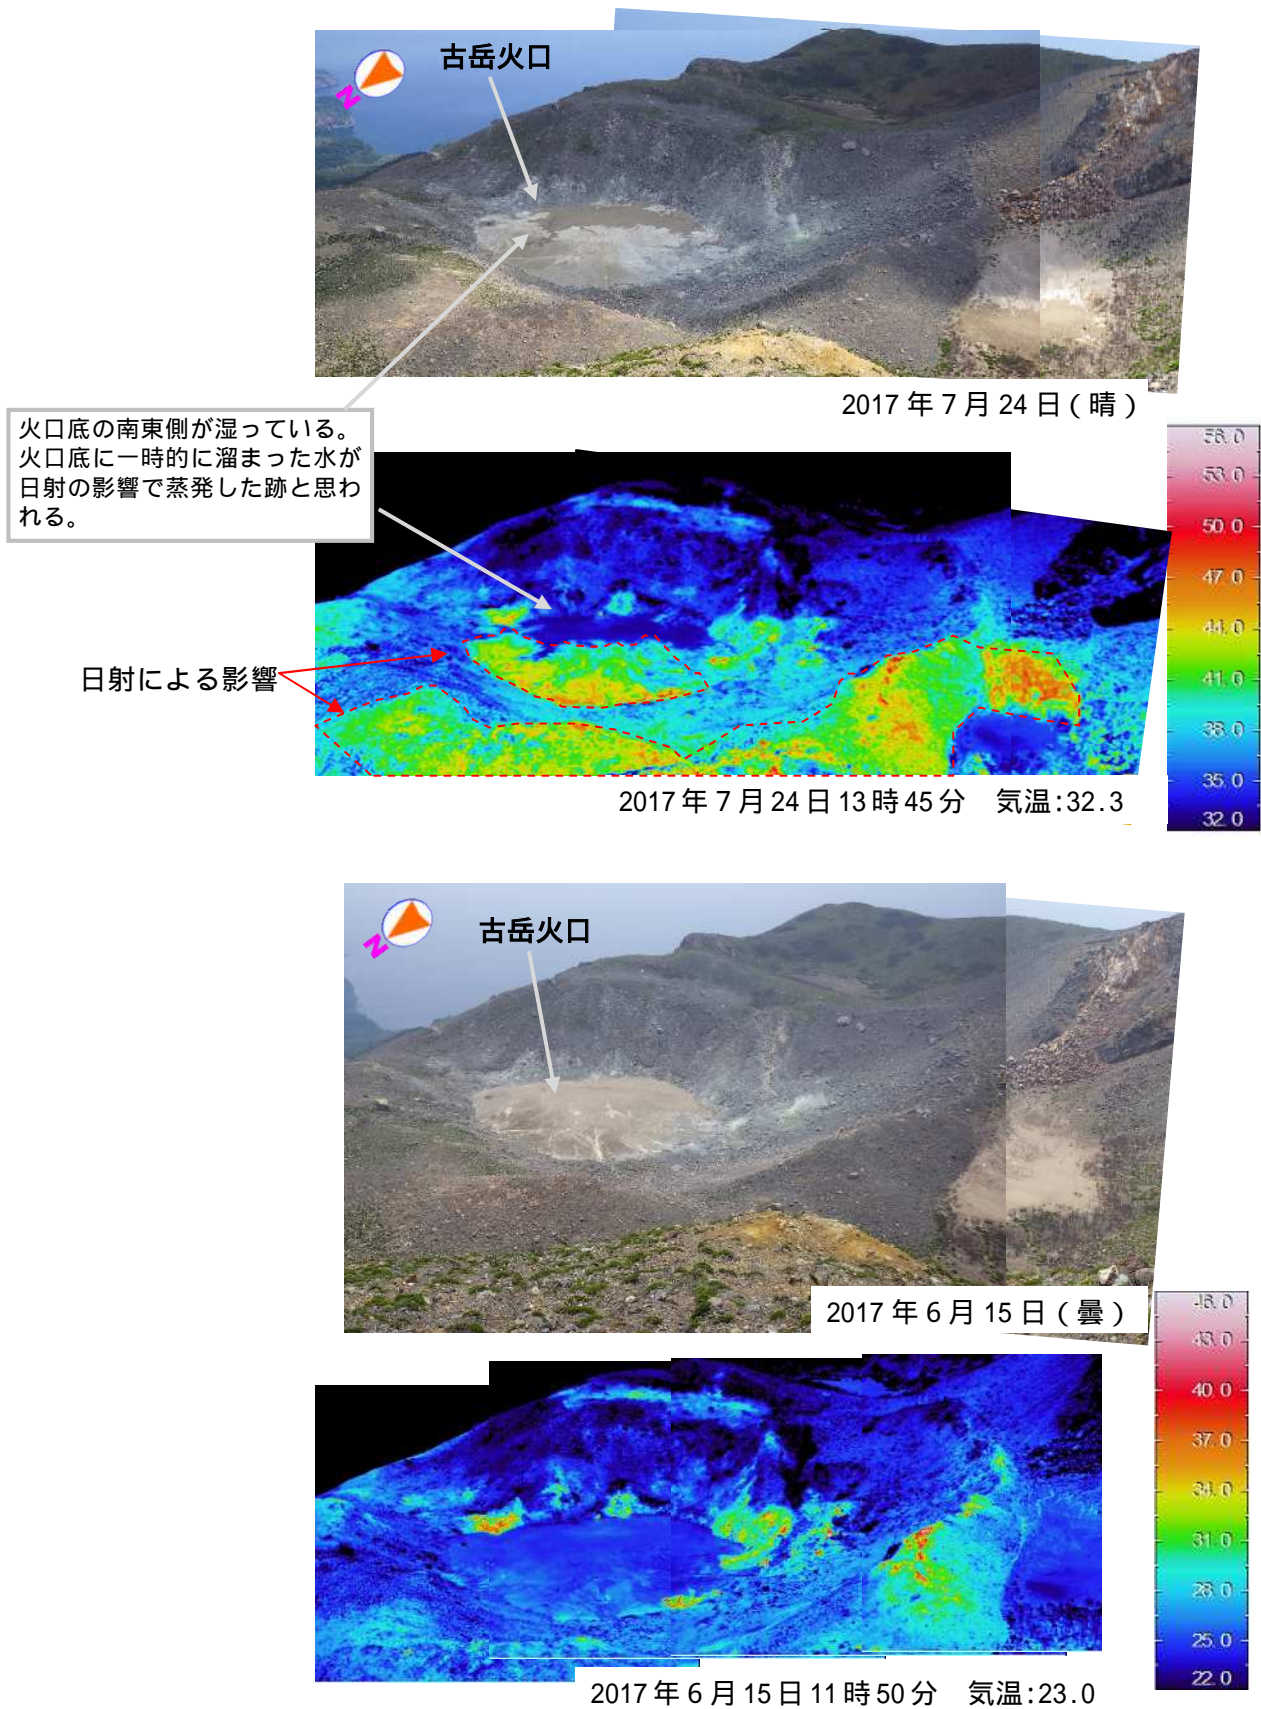 古岳火口
N
2017年7月24日(晴)
火口底の南東側が湿っている。
火口底に一時的に溜まった水が
日射の影響で蒸発した跡と思わ
れる。
56.0
53.0
50.0
47.0
44.0
41.0
38.0
35.0
32.0
日射による影響
2017年7月24日13時45分 気温:32.3
N
古岳火口
2017年6月15日(曇)
46.0
43.0
40.0
37.0
34.0
31.0
28.0
25.0
22.0
2017年6月15日11時50分 気温:23.0